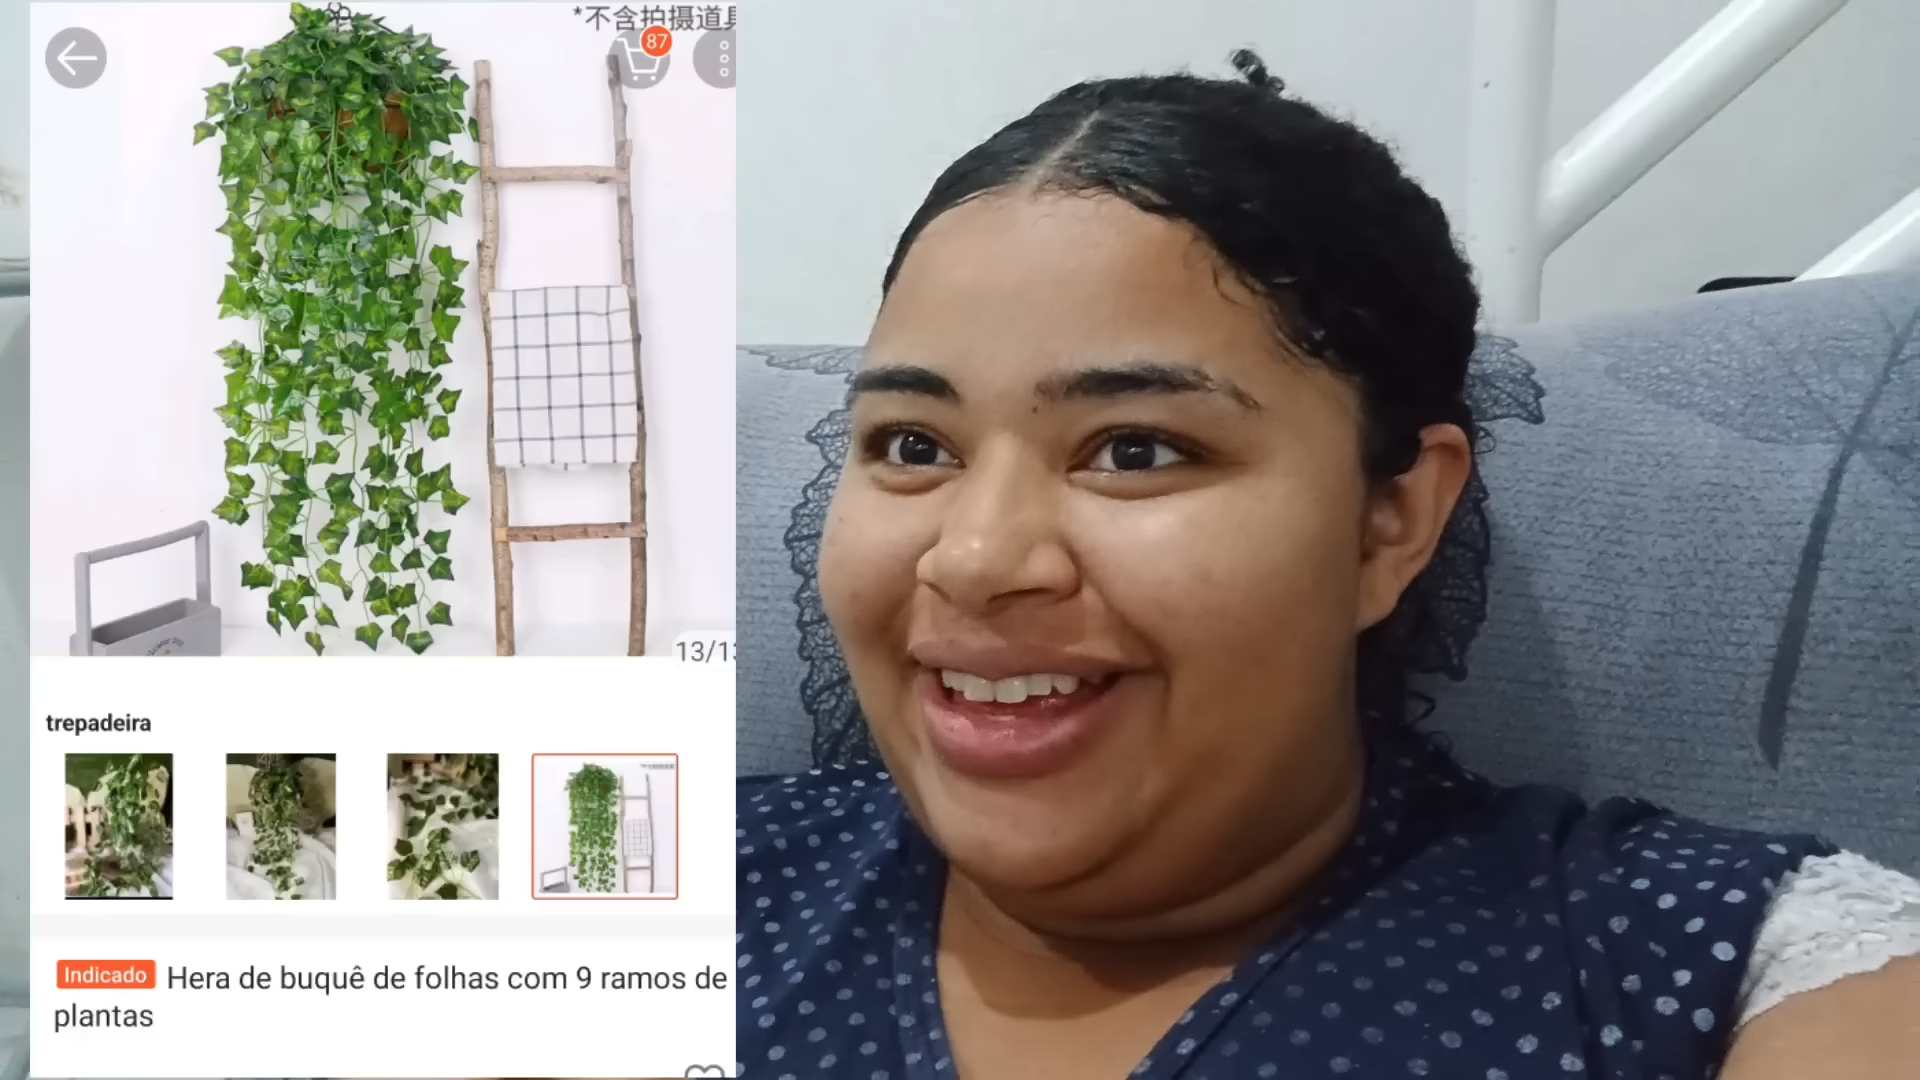 *不含拍摄道具
87
13/13
trepadeira
Indicado Hera de buquê de folhas com 9 ramos de
plantas